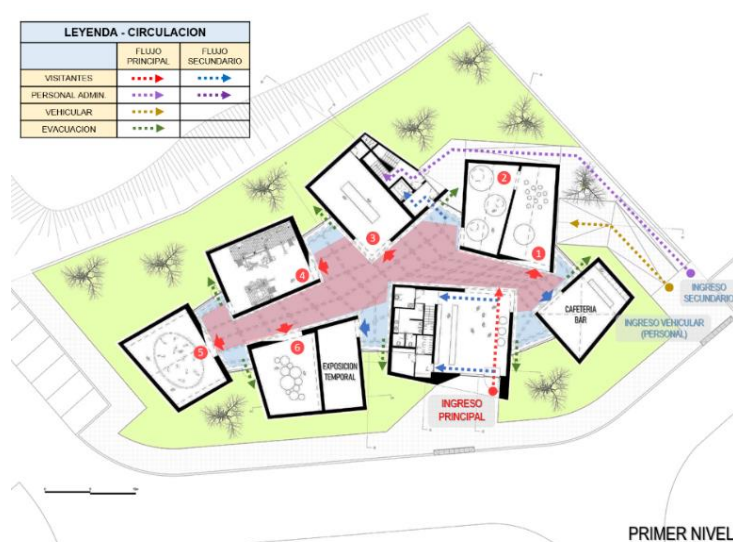 LEYENDA - CIRCULACION
FLUJO PRINCIPAL
FLUJO SECUNDARIO
VISITANTES
PERSONAL ADMIN.
VEHICULAR
EVACUACION
2
3
1
4
INGRESO SECUNDARIO
CAFETERIA BAR
INGRESO VEHICULAR (PERSONAL)
5
6
EXPOSICION TEMPORAL
INGRESO PRINCIPAL
PRIMER NIVEL